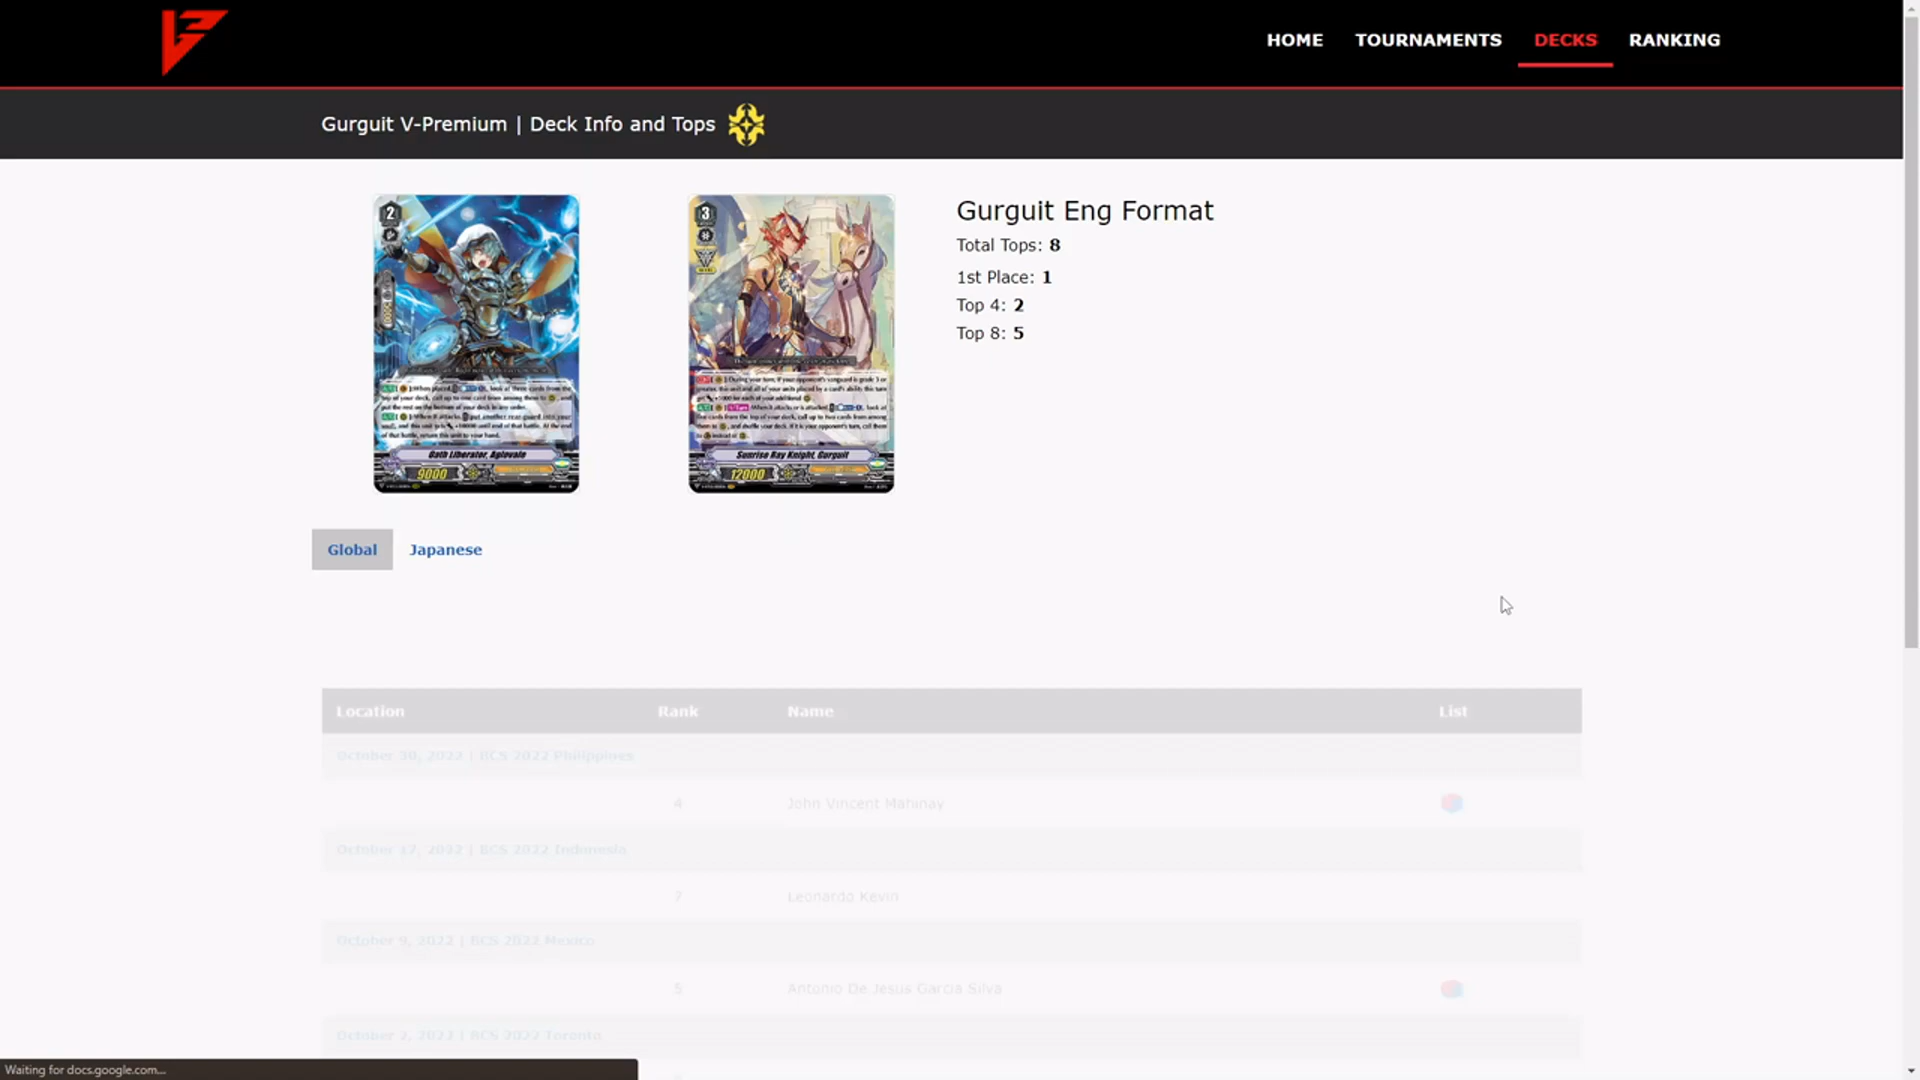 HOME TOURNAMENTS DECKS RANKING
Gurguit V-Premium | Deck Info and Tops
2
3
Gurguit Eng Format
Total Tops: 8
1st Place: 1
Top 4: 2
Top 8: 5
Oath Liberator, Aglovale
9000
Sunrise Ray Knight, Gurguit
12000
Global Japanese
Location Rank Name List
October 30, 2022 | BCS 2022 Philippines
4 John Vincent Mahinay
October 17, 2022 | BCS 2022 Indonesia
7 Leonardo Kevin
October 9, 2022 | BCS 2022 Mexico
5 Antonio De Jesus Garcia Silva
October 2, 2022 | BCS 2022 Toronto
Waiting for docs.google.com...